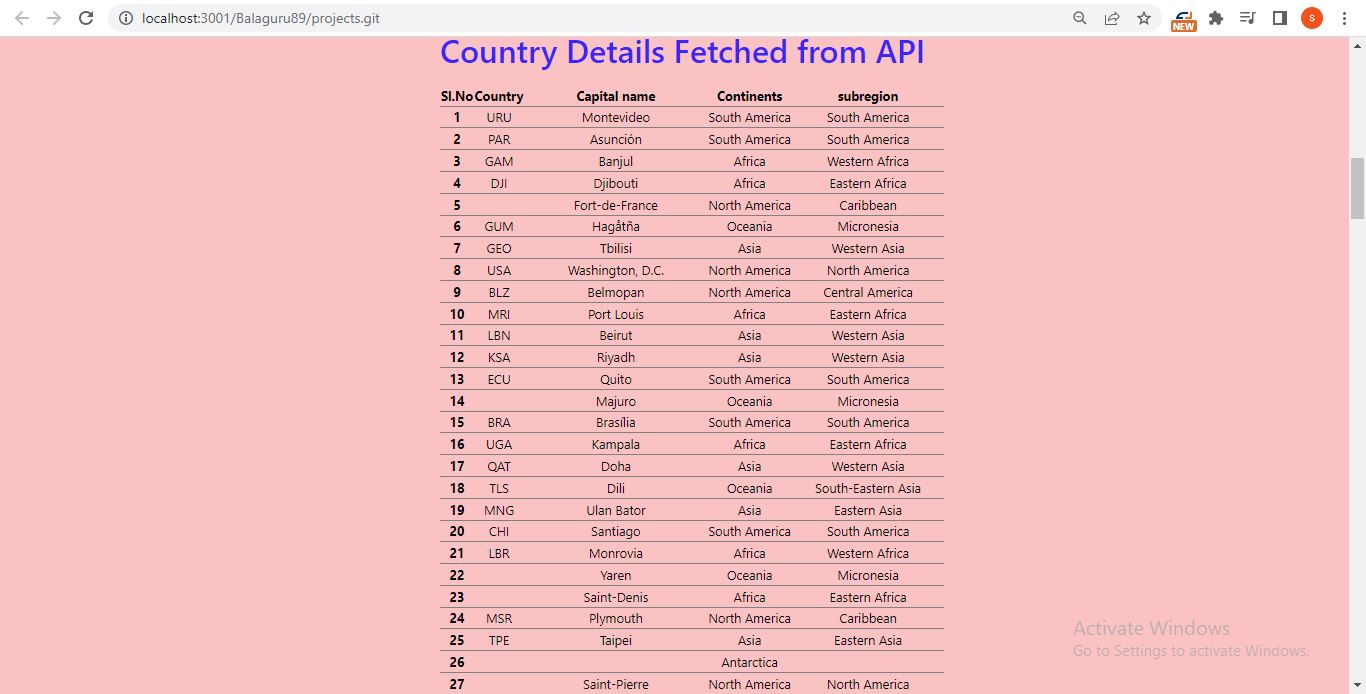 localhost:3001/Balaguru89/projects.git
NEW
S
Country Details Fetched from API
Sl.No Country Capital name Continents subregion
1 URU Montevideo South America South America
2 PAR Asunción South America South America
3 GAM Banjul Africa Western Africa
4 DJI Djibouti Africa Eastern Africa
5 Fort-de-France North America Caribbean
6 GUM Hagåtña Oceania Micronesia
7 GEO Tbilisi Asia Western Asia
8 USA Washington, D.C. North America North America
9 BLZ Belmopan North America Central America
10 MRI Port Louis Africa Eastern Africa
11 LBN Beirut Asia Western Asia
12 KSA Riyadh Asia Western Asia
13 ECU Quito South America South America
14 Majuro Oceania Micronesia
15 BRA Brasília South America South America
16 UGA Kampala Africa Eastern Africa
17 QAT Doha Asia Western Asia
18 TLS Dili Oceania South-Eastern Asia
19 MNG Ulan Bator Asia Eastern Asia
20 CHI Santiago South America South America
21 LBR Monrovia Africa Western Africa
22 Yaren Oceania Micronesia
23 Saint-Denis Africa Eastern Africa
24 MSR Plymouth North America Caribbean
25 TPE Taipei Asia Eastern Asia
26 Antarctica
27 Saint-Pierre North America North America
Activate Windows
Go to Settings to activate Windows.